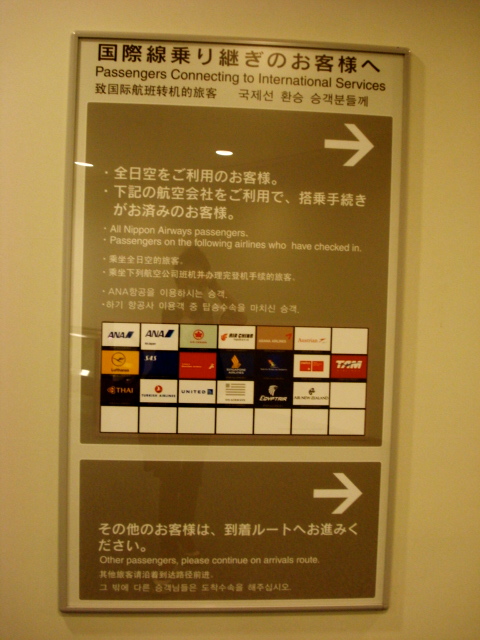 国際線乗り継ぎのお客様へ
Passengers Connecting to International Services
致国际航班转机的旅客 국제선 환승 승객분들께
・全日空をご利用のお客様。
・下記の航空会社をご利用で、搭乗手続き
がお済みのお客様。
・All Nippon Airways passengers.
・Passengers on the following airlines who have checked in.
・乘坐全日空的旅客.
・乘坐下列航空公司班机并办理完登机手续的旅客.
・ANA항공을 이용하시는 승객.
・하기 항공사 이용객 중 탑승수속을 마치신 승객.
ANA ANA AIR CHINA
Lufthansa SAS TAM
THAI TURKISH AIRLINES UNITED EGYPTAIR AIR NEW ZEALAND
その他のお客様は、到着ルートへお進みく
ださい。
Other passengers, please continue on arrivals route.
其他旅客请沿着到达路径前进.
그 밖에 다른 승객님들은 도착수속을 해주십시오.